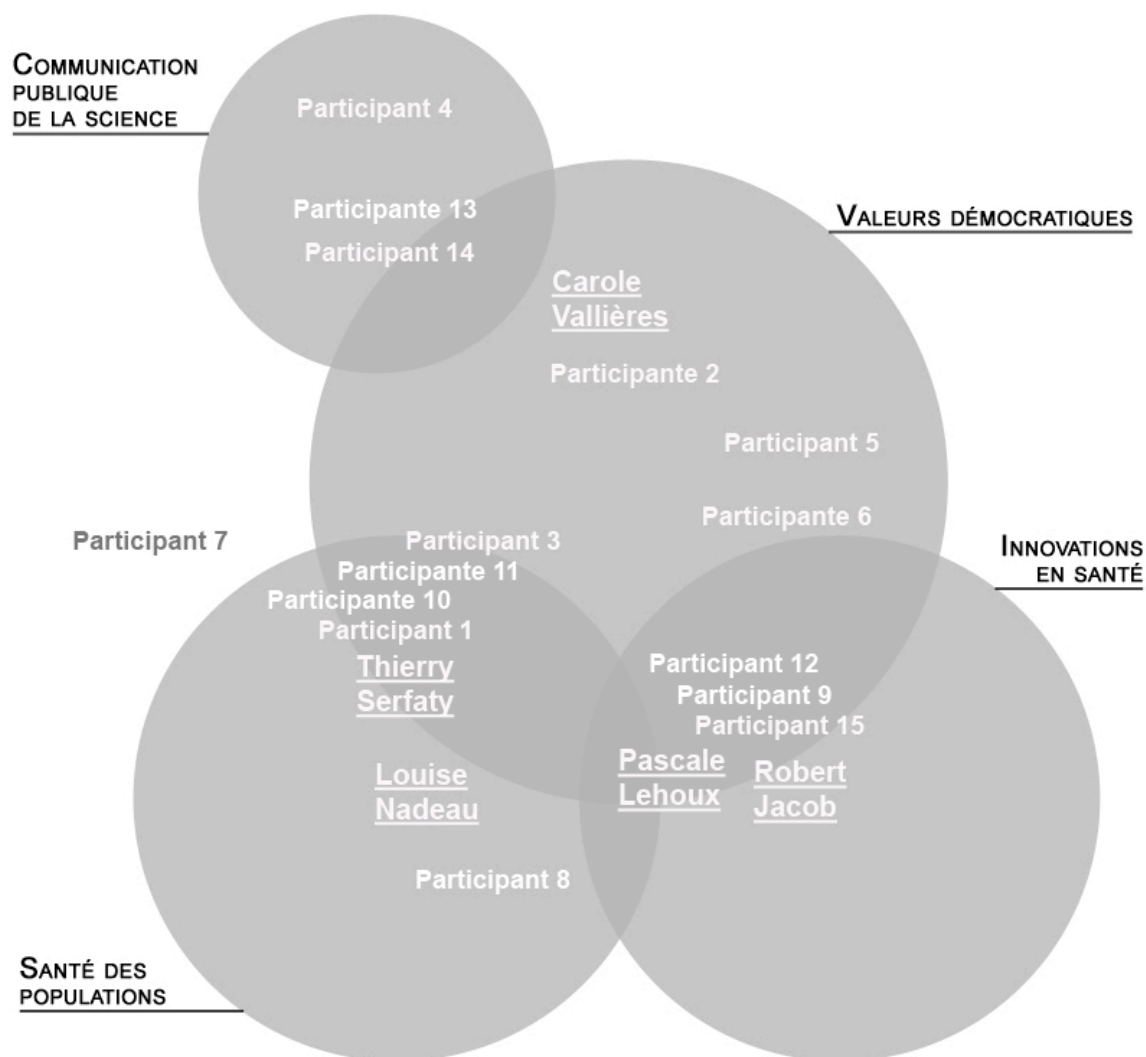 COMMUNICATION
PUBLIQUE
DE LA SCIENCE
Participant 4
Participante 13
Participant 14
VALEURS DÉMOCRATIQUES
Carole
Vallières
Participante 2
Participant 5
Participante 6
Participant 7
Participant 3
Participante 11
Participante 10
Participant 1
Thierry
Serfaty
INNOVATIONS
EN SANTÉ
Participant 12
Participant 9
Participant 15
Pascale
Lehoux
Robert
Jacob
Louise
Nadeau
Participant 8
SANTÉ DES
POPULATIONS